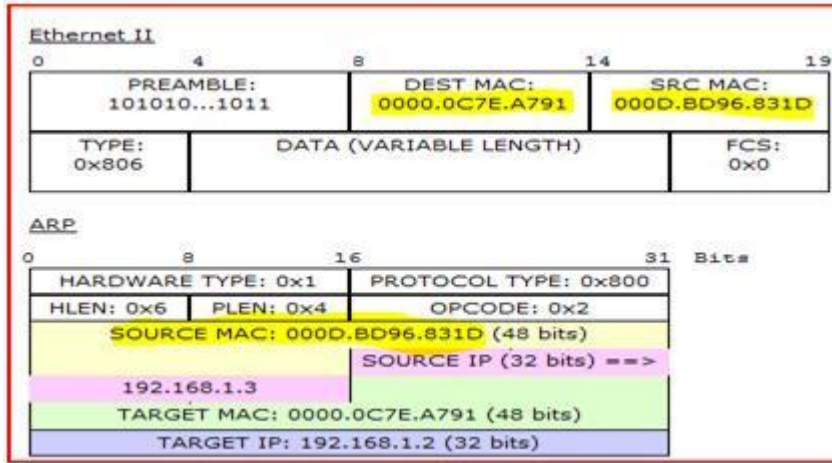 Ethernet II
0 4 8 14 19
PREAMBLE: DEST MAC: SRC MAC:
101010...1011 0000.0C7E.A791 000D.BD96.831D
TYPE: DATA (VARIABLE LENGTH) FCS:
0x806 0x0
ARP
0 8 16 31 Bits
HARDWARE TYPE: 0x1 PROTOCOL TYPE: 0x800
HLEN: 0x6 PLEN: 0x4 OPCODE: 0x2
SOURCE MAC: 000D.BD96.831D (48 bits)
SOURCE IP (32 bits) ==>
192.168.1.3
TARGET MAC: 0000.0C7E.A791 (48 bits)
TARGET IP: 192.168.1.2 (32 bits)